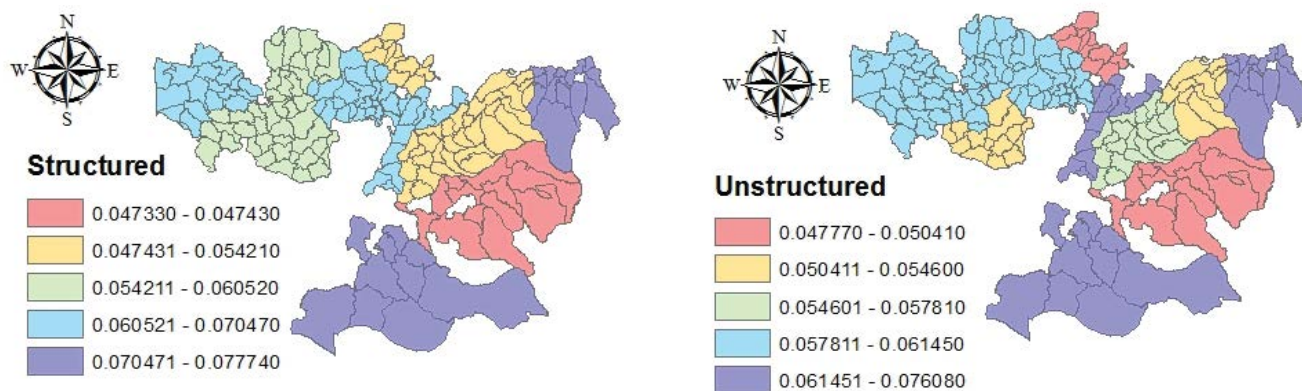 N
W E
S
Structured
0.047330 - 0.047430
0.047431 - 0.054210
0.054211 - 0.060520
0.060521 - 0.070470
0.070471 - 0.077740
N
W E
S
Unstructured
0.047770 - 0.050410
0.050411 - 0.054600
0.054601 - 0.057810
0.057811 - 0.061450
0.061451 - 0.076080